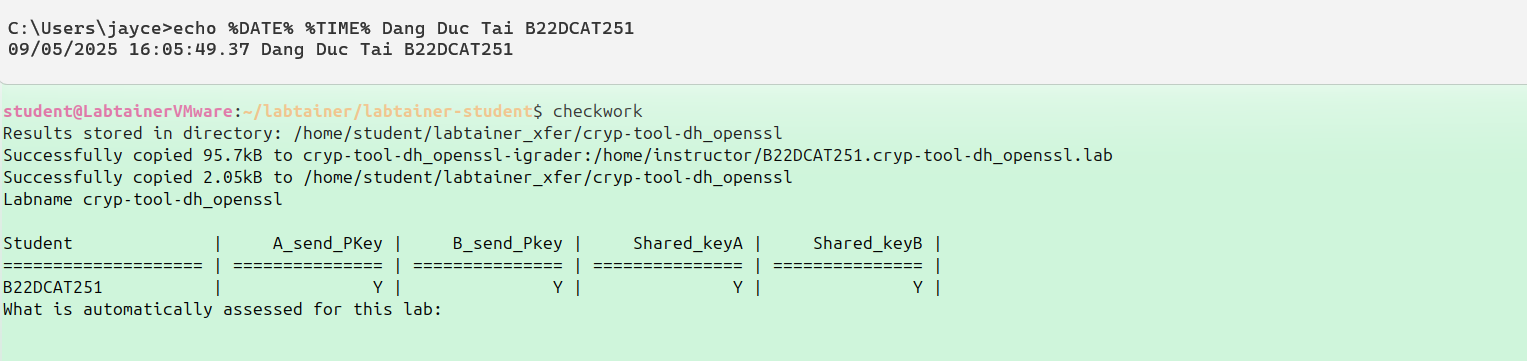 C:\Users\jayce>echo %DATE% %TIME% Dang Duc Tai B22DCAT251
09/05/2025 16:05:49.37 Dang Duc Tai B22DCAT251
student@LabtainerVMware:~/labtainer/labtainer-student$ checkwork
Results stored in directory: /home/student/labtainer_xfer/cryp-tool-dh_openssl
Successfully copied 95.7kB to cryp-tool-dh_openssl-igrader:/home/instructor/B22DCAT251.cryp-tool-dh_openssl.lab
Successfully copied 2.05kB to /home/student/labtainer_xfer/cryp-tool-dh_openssl
Labname cryp-tool-dh_openssl
Student              |     A_send_PKey |     B_send_Pkey |     Shared_keyA |     Shared_keyB |
==================== | =============== | =============== | =============== | =============== |
B22DCAT251           |               Y |               Y |               Y |               Y |
What is automatically assessed for this lab: